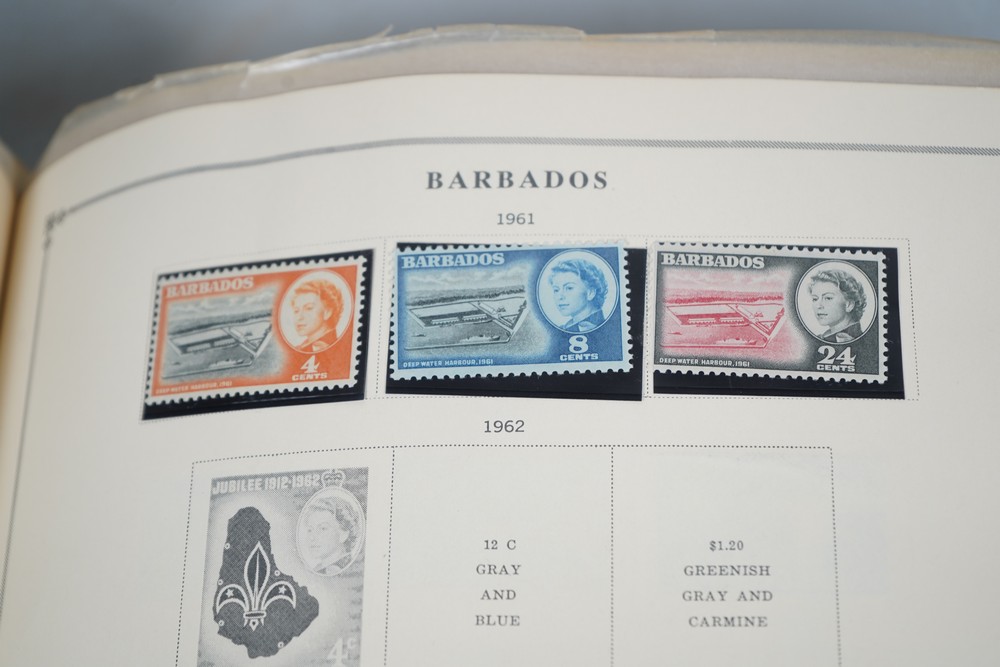 BARBADOS
1961
BARBADOS
4
CENTS
DEEP WATER HARBOUR, 1961
BARBADOS
8
CENTS
DEEP WATER HARBOUR, 1961
BARBADOS
24
CENTS
DEEP WATER HARBOUR, 1961
1962
JUBILEE 1912-1962
4c
12 C
GRAY
AND
BLUE
$1.20
GREENISH
GRAY AND
CARMINE